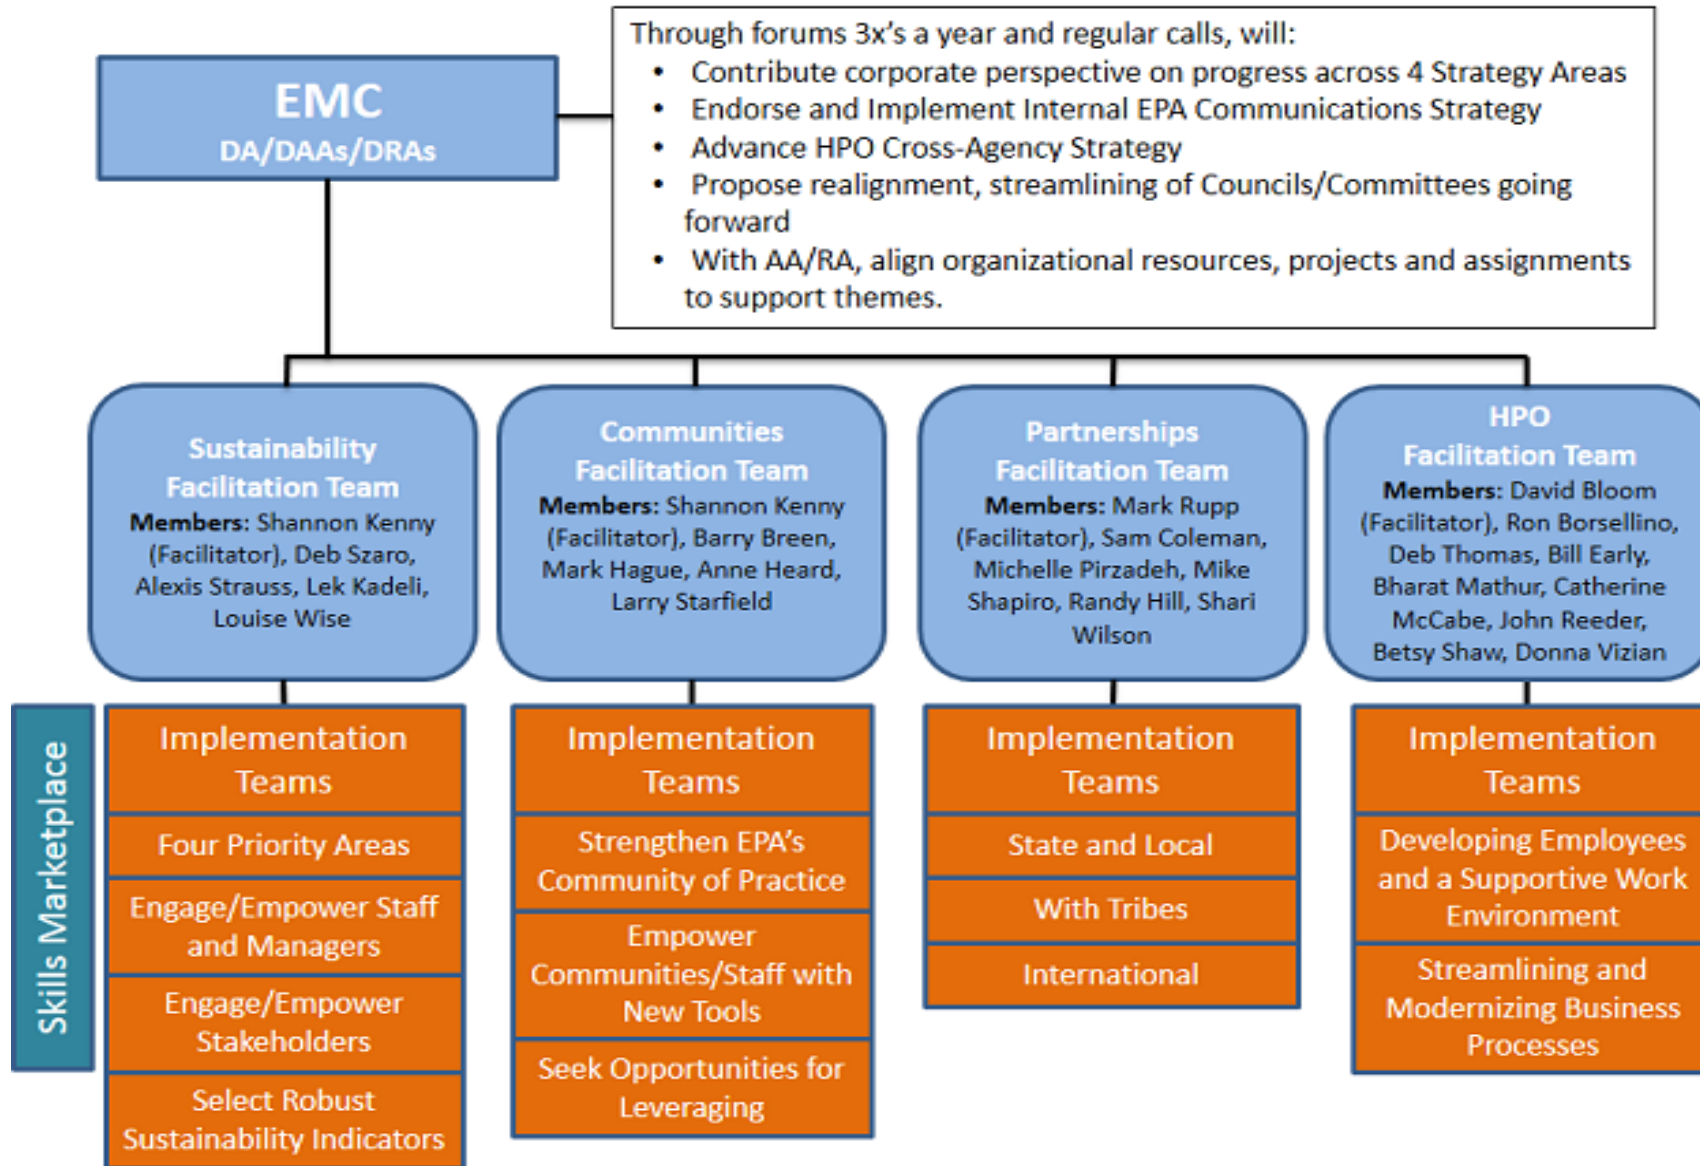 EMC
DA/DAAs/DRAs
Through forums 3x's a year and regular calls, will:
• Contribute corporate perspective on progress across 4 Strategy Areas
• Endorse and Implement Internal EPA Communications Strategy
• Advance HPO Cross-Agency Strategy
• Propose realignment, streamlining of Councils/Committees going
forward
• With AA/RA, align organizational resources, projects and assignments
to support themes.
Sustainability
Facilitation Team
Members: Shannon Kenny
(Facilitator), Deb Szaro,
Alexis Strauss, Lek Kadeli,
Louise Wise
Communities
Facilitation Team
Members: Shannon Kenny
(Facilitator), Barry Breen,
Mark Hague, Anne Heard,
Larry Starfield
Partnerships
Facilitation Team
Members: Mark Rupp
(Facilitator), Sam Coleman,
Michelle Pirzadeh, Mike
Shapiro, Randy Hill, Shari
Wilson
HPO
Facilitation Team
Members: David Bloom
(Facilitator), Ron Borsellino,
Deb Thomas, Bill Early,
Bharat Mathur, Catherine
McCabe, John Reeder,
Betsy Shaw, Donna Vizian
Skills Marketplace
Implementation
Teams
Four Priority Areas
Engage/Empower Staff
and Managers
Engage/Empower
Stakeholders
Select Robust
Sustainability Indicators
Implementation
Teams
Strengthen EPA's
Community of Practice
Empower
Communities/Staff with
New Tools
Seek Opportunities for
Leveraging
Implementation
Teams
State and Local
With Tribes
International
Implementation
Teams
Developing Employees
and a Supportive Work
Environment
Streamlining and
Modernizing Business
Processes